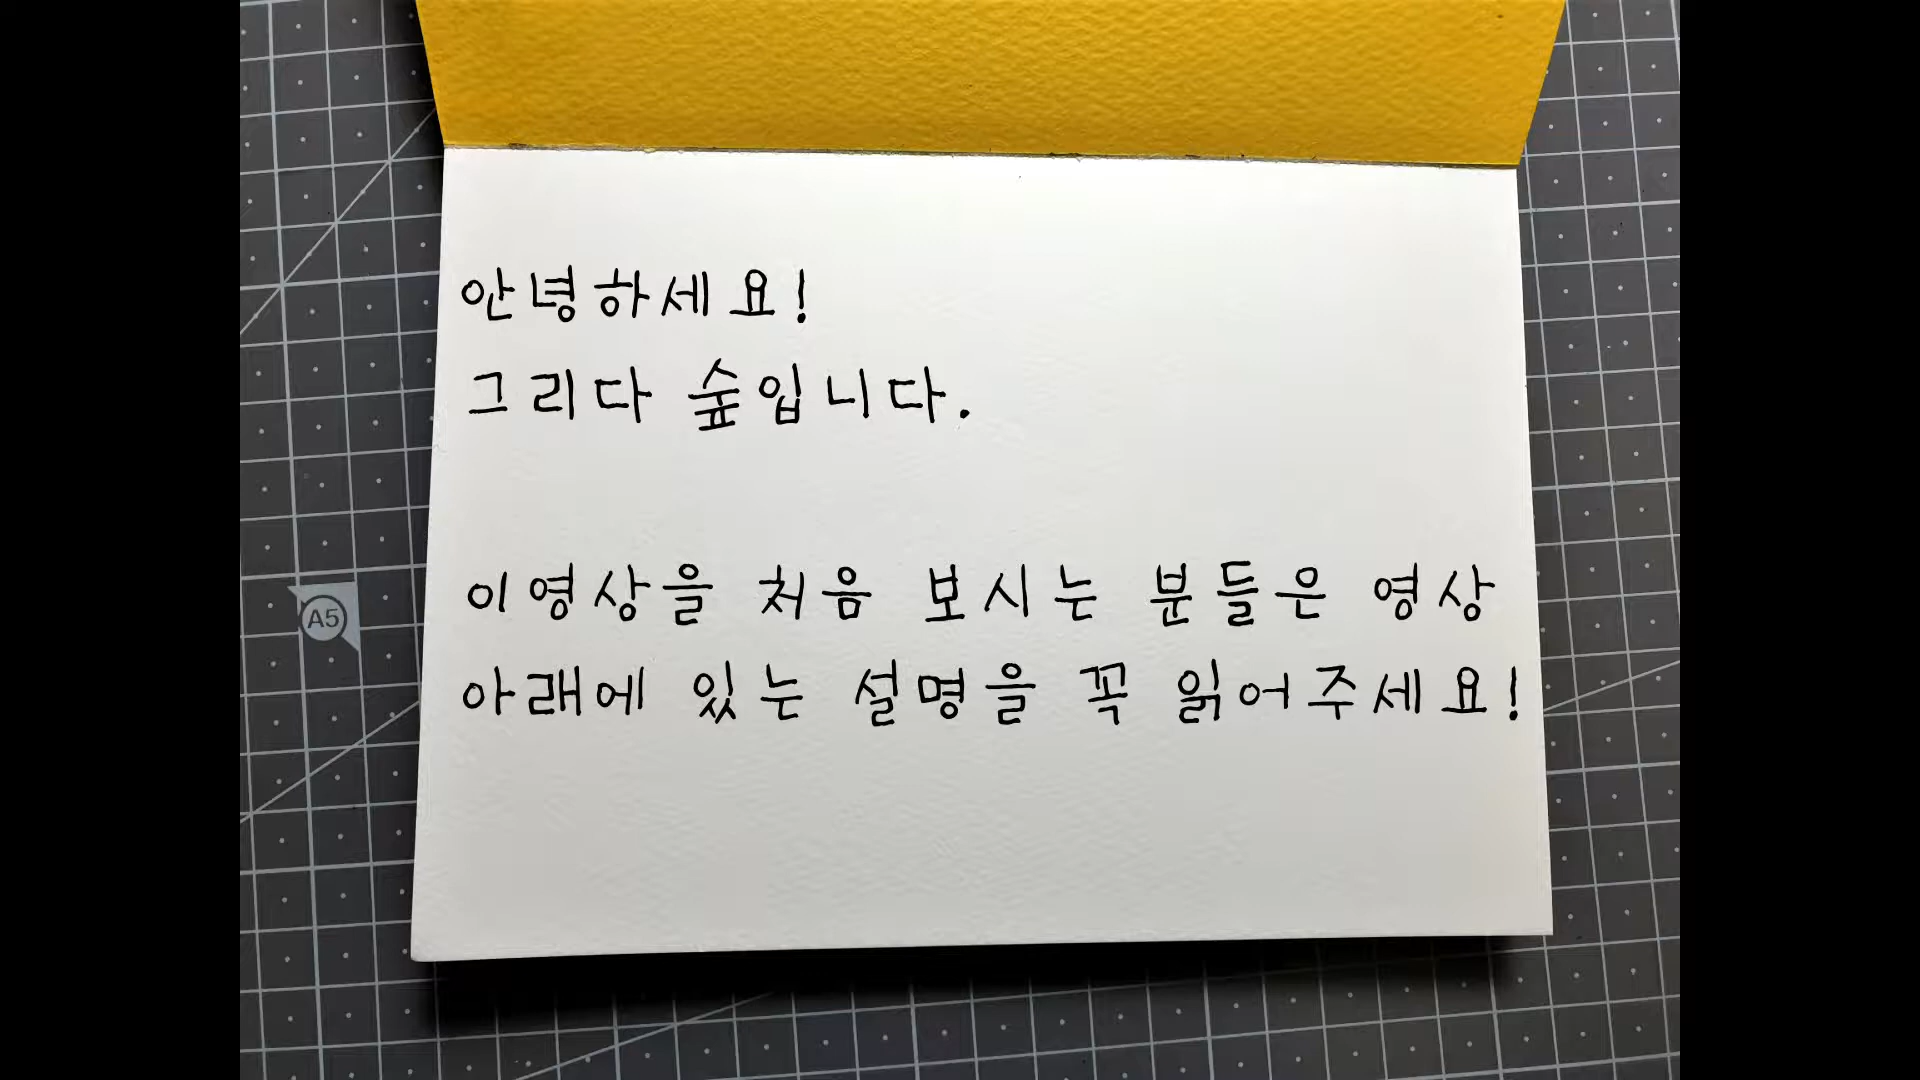 안녕하세요!
그리다 숲입니다.
이영상을 처음 보시는 분들은 영상
아래에 있는 설명을 꼭 읽어주세요!
A5